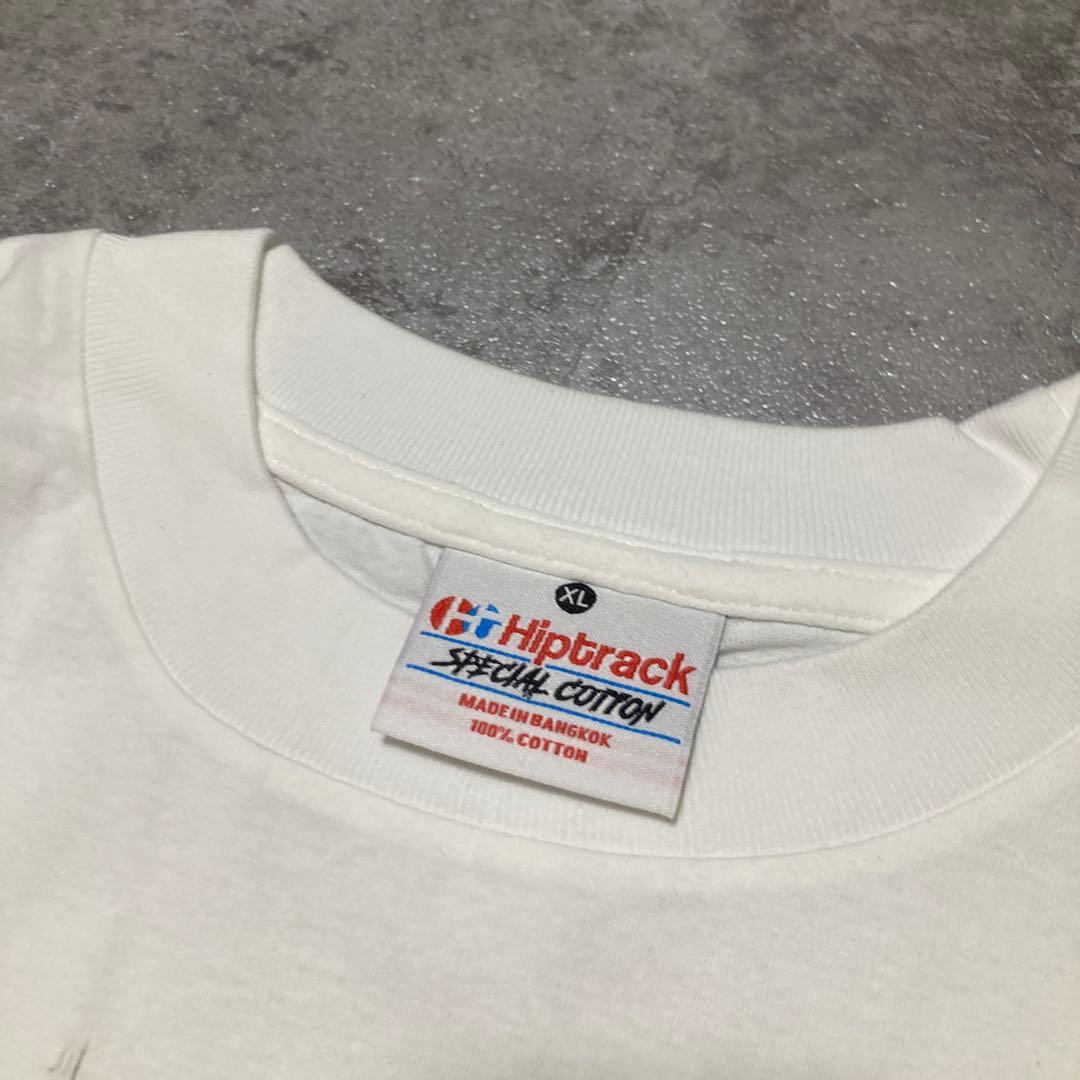 XL
Hiptrack
SPECIAL COTTON
MADE IN BANGKOK
100% COTTON